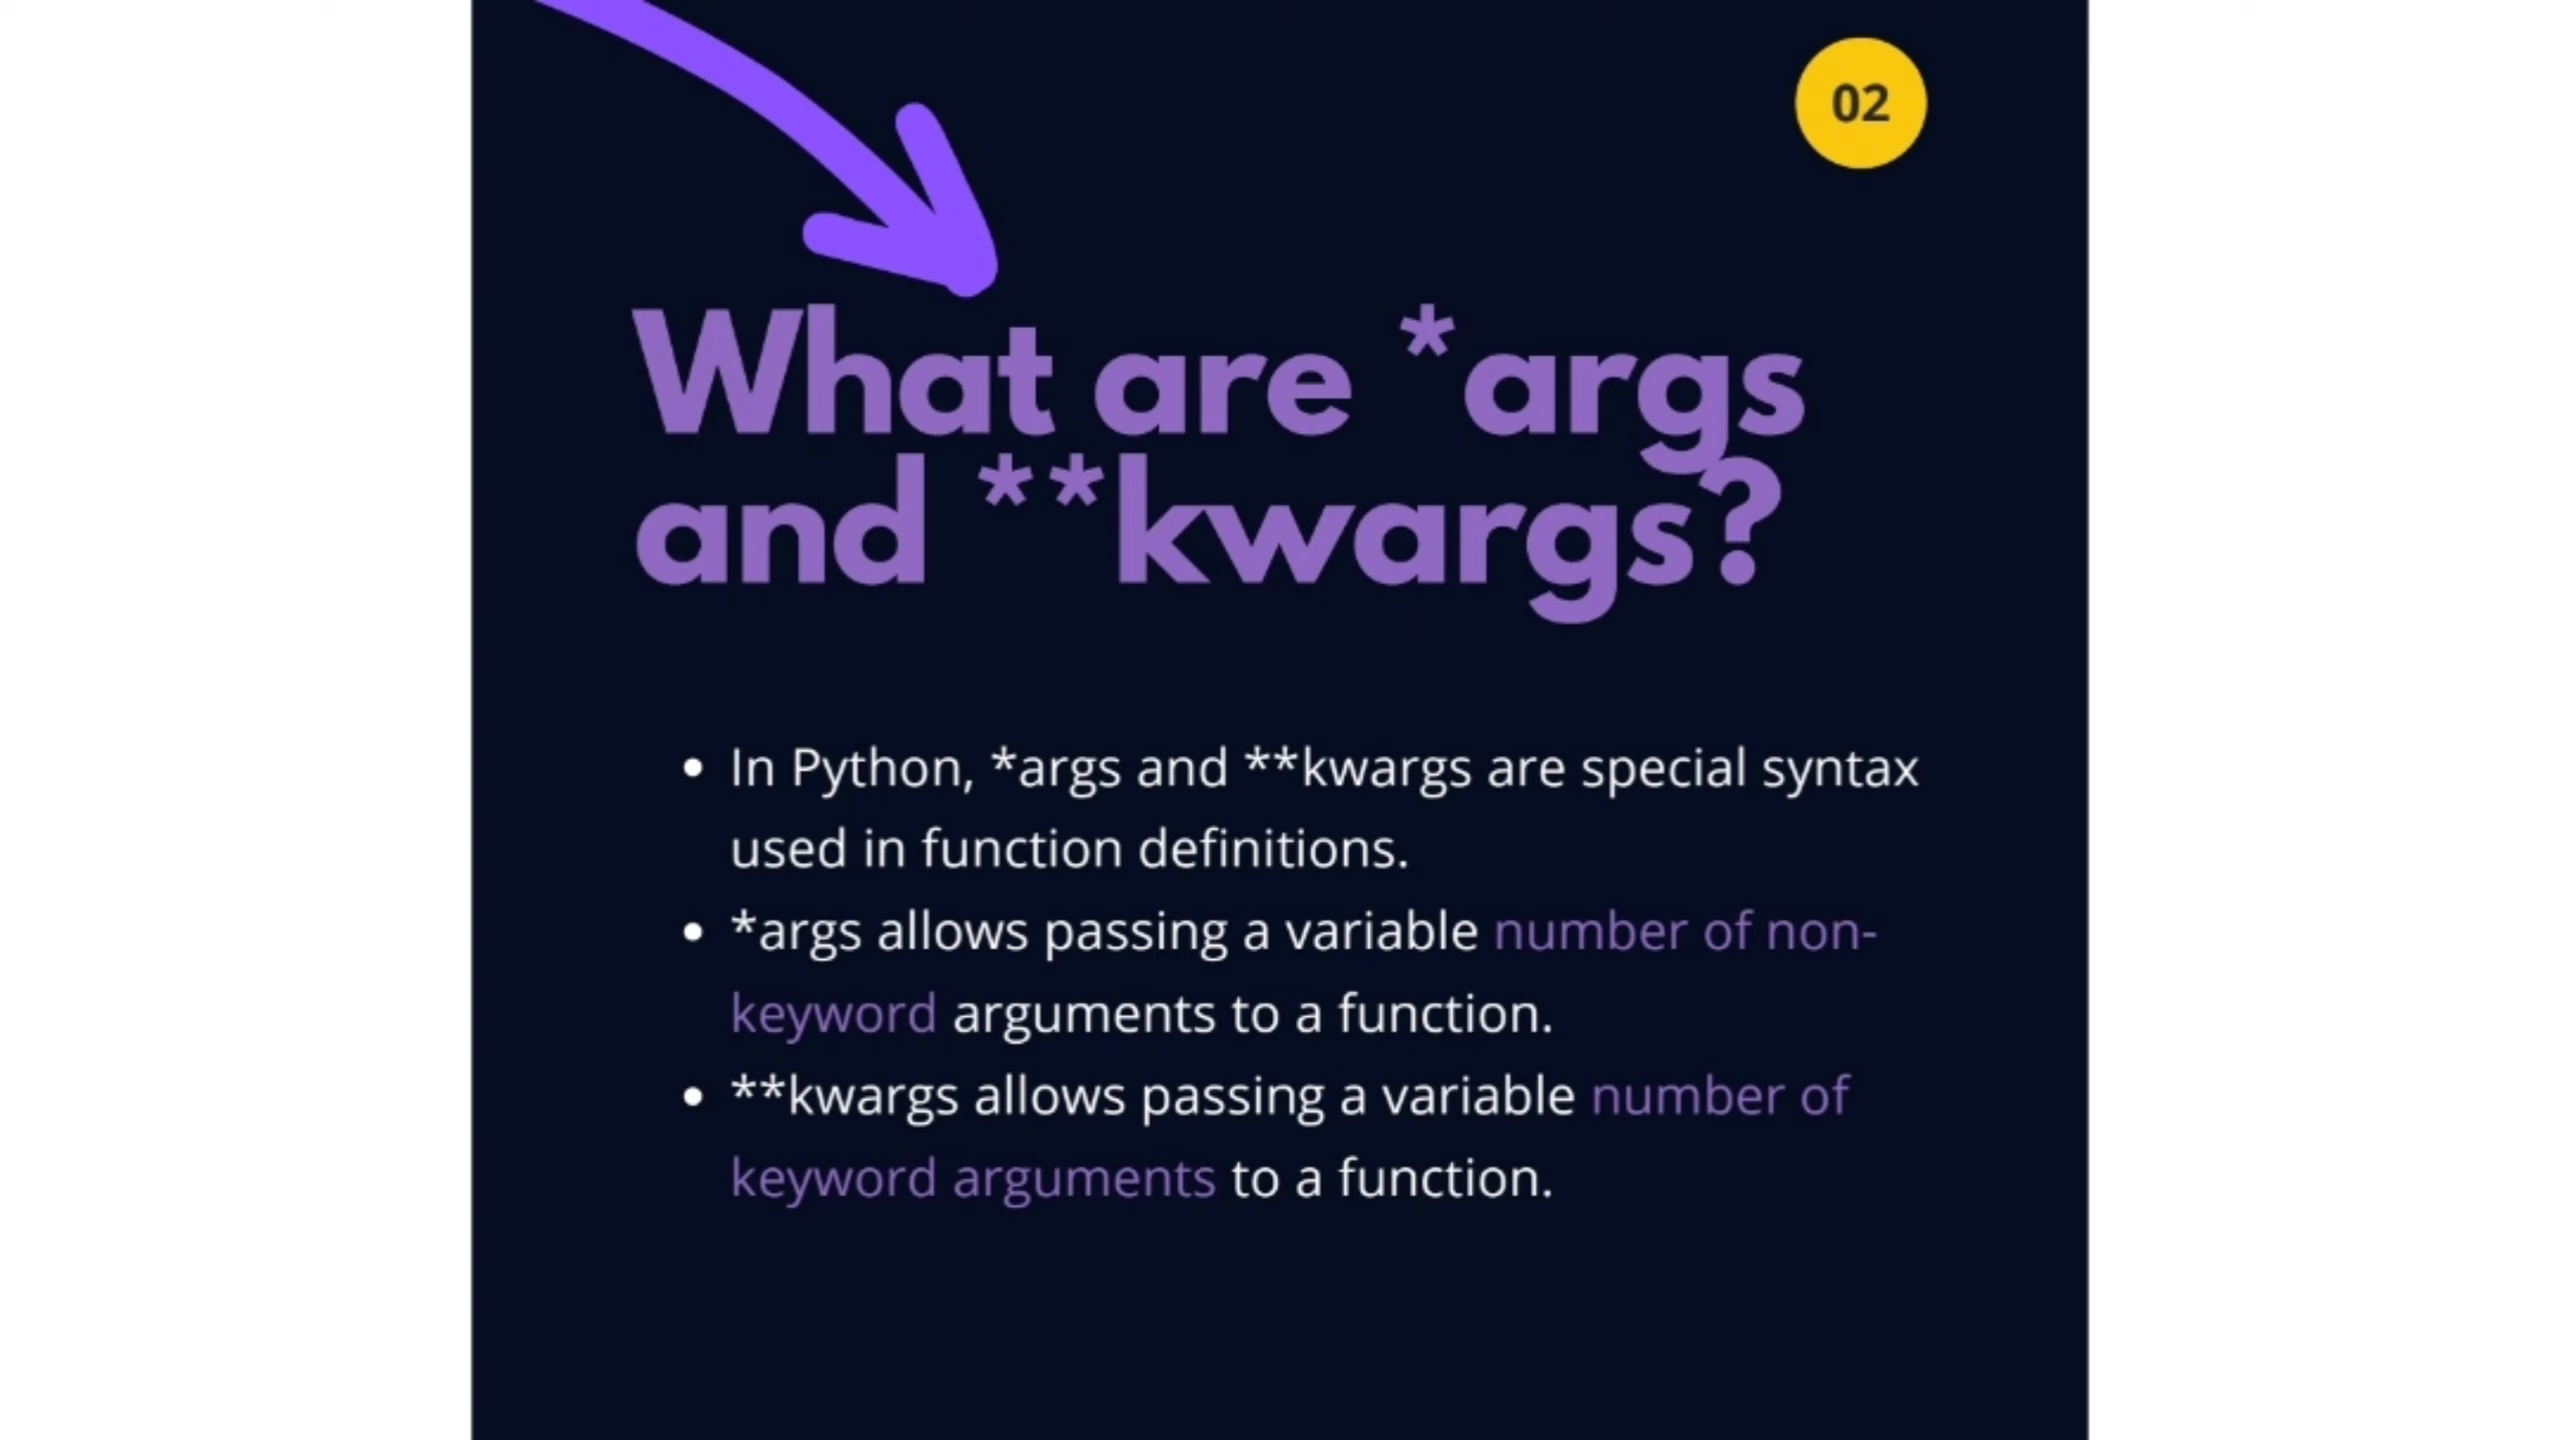 02
What are *args
and **kwargs?
• In Python, *args and **kwargs are special syntax
used in function definitions.
• *args allows passing a variable number of non-
keyword arguments to a function.
• **kwargs allows passing a variable number of
keyword arguments to a function.